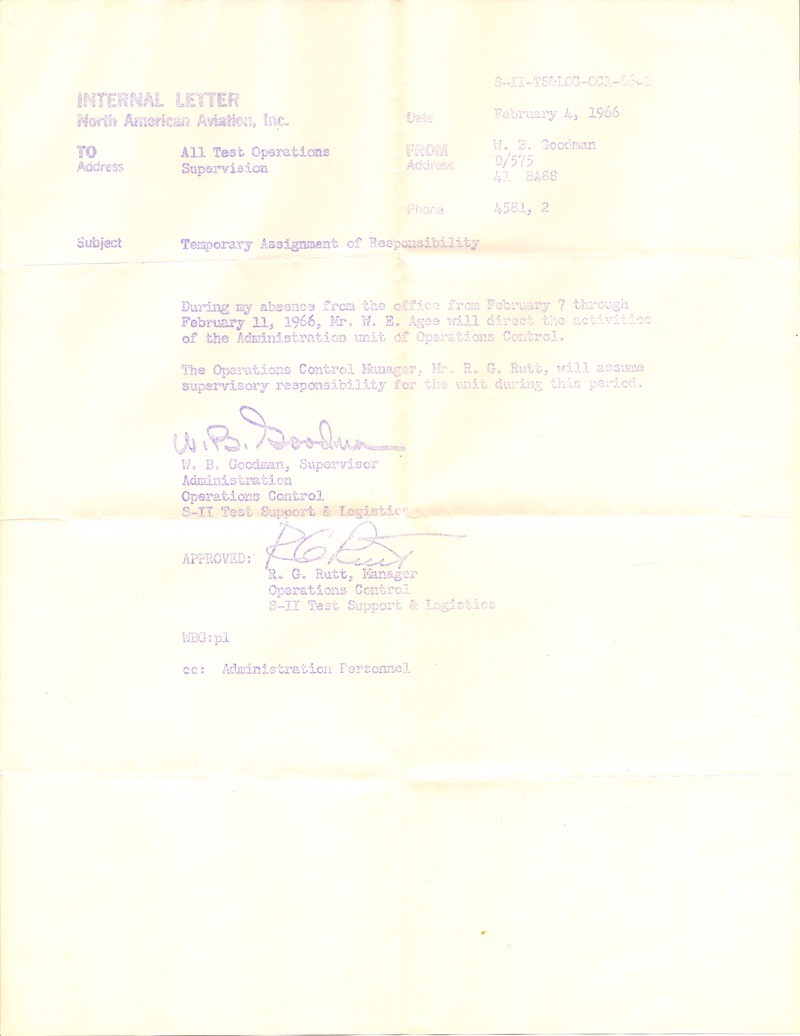 INTERNAL LETTER
North American Aviation, Inc.
Date February 4, 1966
TO All Test Operations
Address Supervision
FROM W. B. Goodman
Address D/575
41 BA68
Phone 4581, 2
Subject Temporary Assignment of Responsibility
During my absence from the office from February 7 through
February 11, 1966, Mr. W. E. Agee will direct the activities
of the Administration unit of Operations Control.
The Operations Control Manager, Mr. R. G. Rutt, will assume
supervisory responsibility for the unit during this period.
W. B. Goodman
W. B. Goodman, Supervisor
Administration
Operations Control
S-II Test Support & Logistics
APPROVED: R G Rutt
R. G. Rutt, Manager
Operations Control
S-II Test Support & Logistics
WBG:pl
cc: Administration Personnel